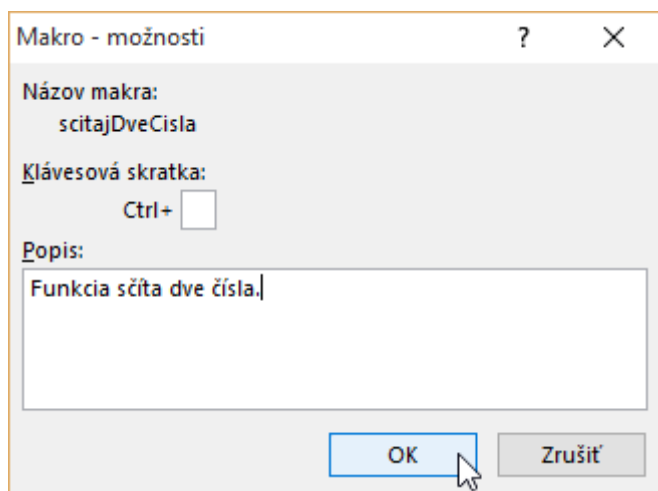 Makro - možnosti ?
Názov makra:
scitajDveCisla
Klávesová skratka:
Ctrl+
Popis:
Funkcia sčíta dve čísla.
OK Zrušiť